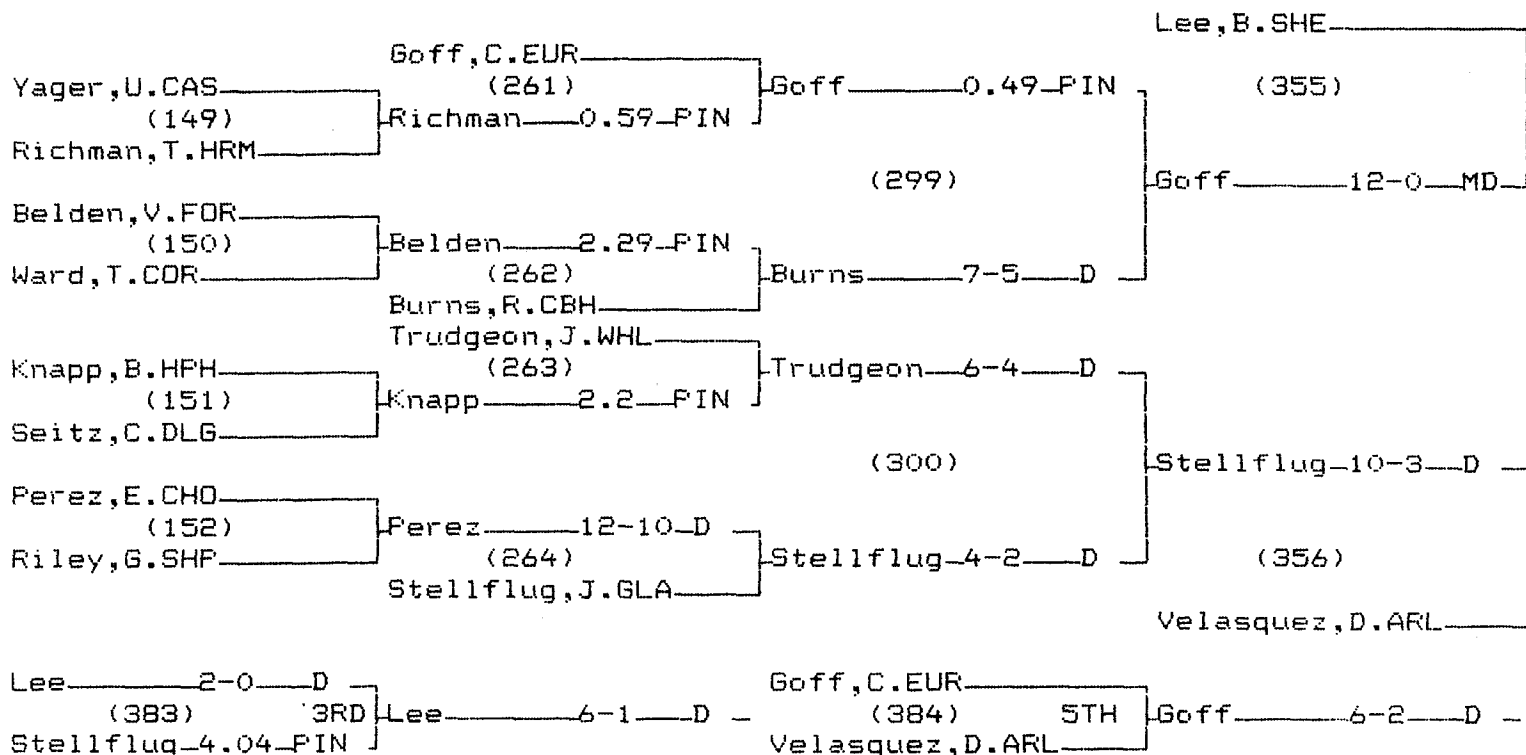 Lee,B.SHE
Goff,C.EUR
Yager,U.CAS (261) Goff 0.49 PIN (355)
(149) Richman 0.59 PIN
Richman,T.HRM
(299) Goff 12-0 MD
Belden,V.FOR
(150) Belden 2.29 PIN
Ward,T.COR (262) Burns 7-5 D
Burns,R.CBH
Trudgeon,J.WHL
Knapp,B.HPH (263) Trudgeon 6-4 D
(151) Knapp 2.2 PIN
Seitz,C.DLG
(300) Stellflug 10-3 D
Perez,E.CHO
(152) Perez 12-10 D
Riley,G.SHP (264) Stellflug 4-2 D (356)
Stellflug,J.GLA
Velasquez,D.ARL
Lee 2-0 D Goff,C.EUR
(383) 3RD Lee 6-1 D (384) 5TH Goff 6-2 D
Stellflug 4.04 PIN Velasquez,D.ARL